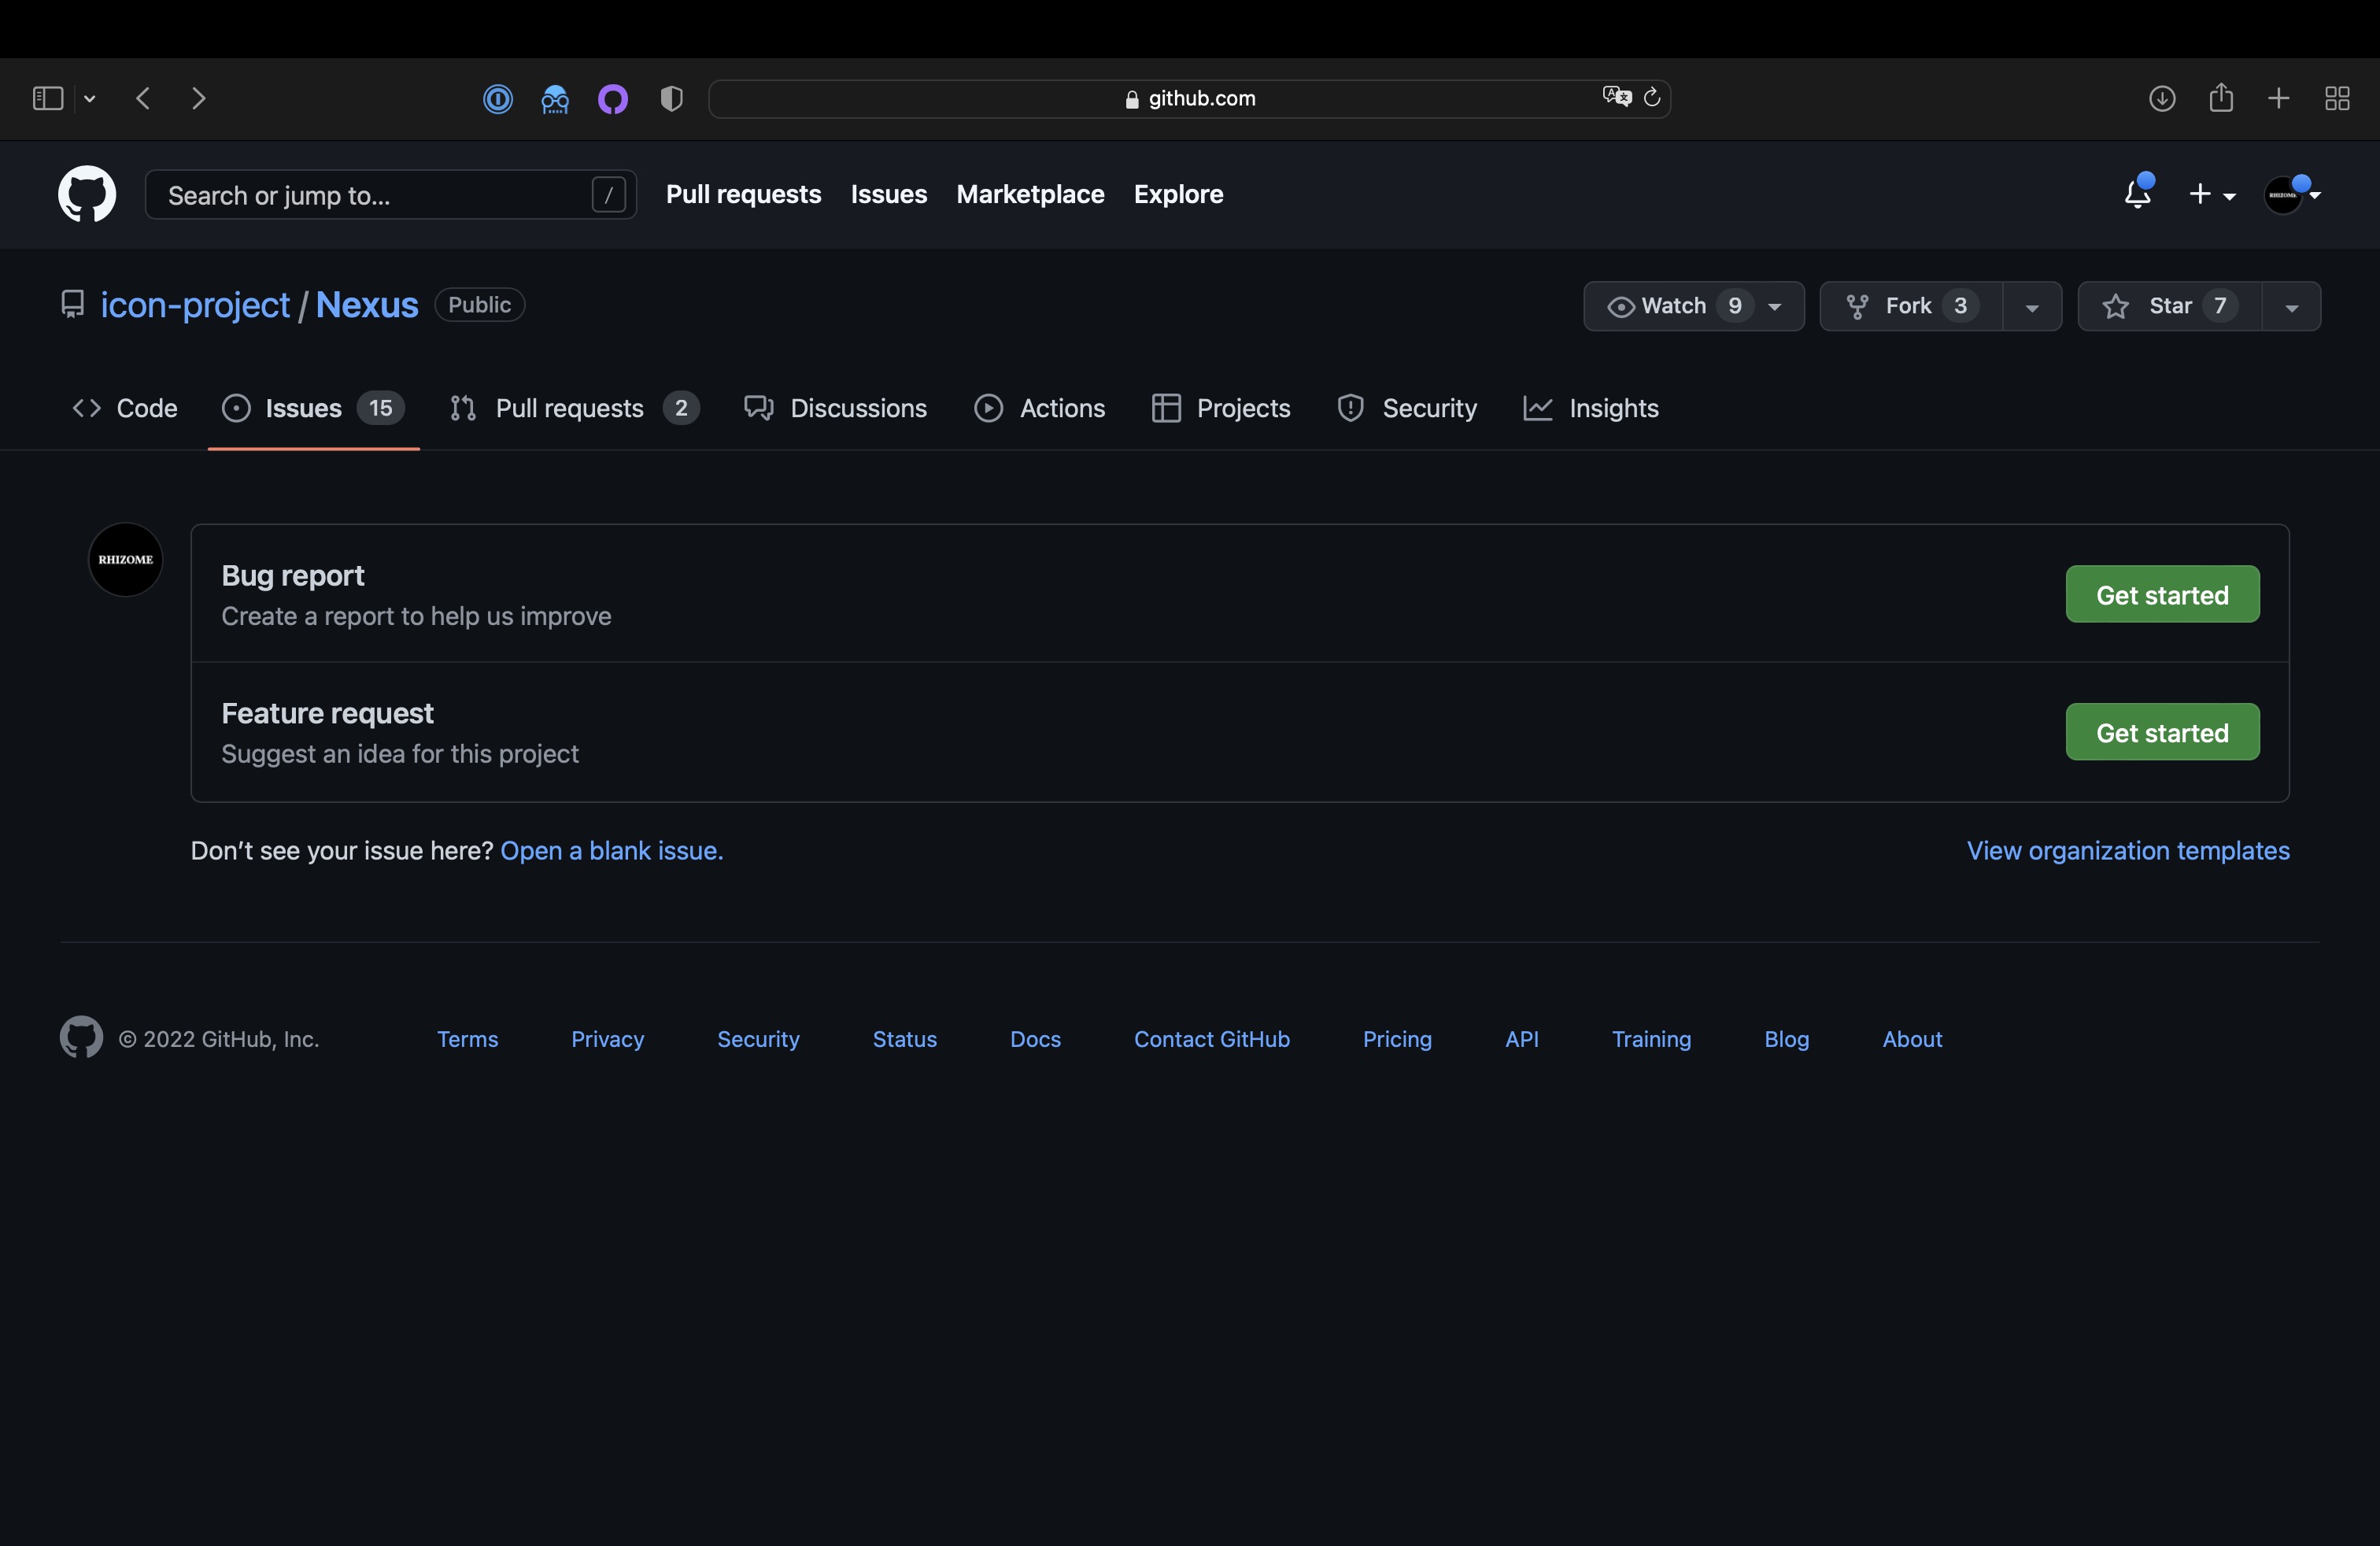 github.com
Search or jump to... / Pull requests Issues Marketplace Explore
icon-project / Nexus Public Watch 9 Fork 3 Star 7
Code Issues 15 Pull requests 2 Discussions Actions Projects Security Insights
RHIZOME
Bug report
Create a report to help us improve
Get started
Feature request
Suggest an idea for this project
Get started
Don’t see your issue here? Open a blank issue. View organization templates
© 2022 GitHub, Inc. Terms Privacy Security Status Docs Contact GitHub Pricing API Training Blog About